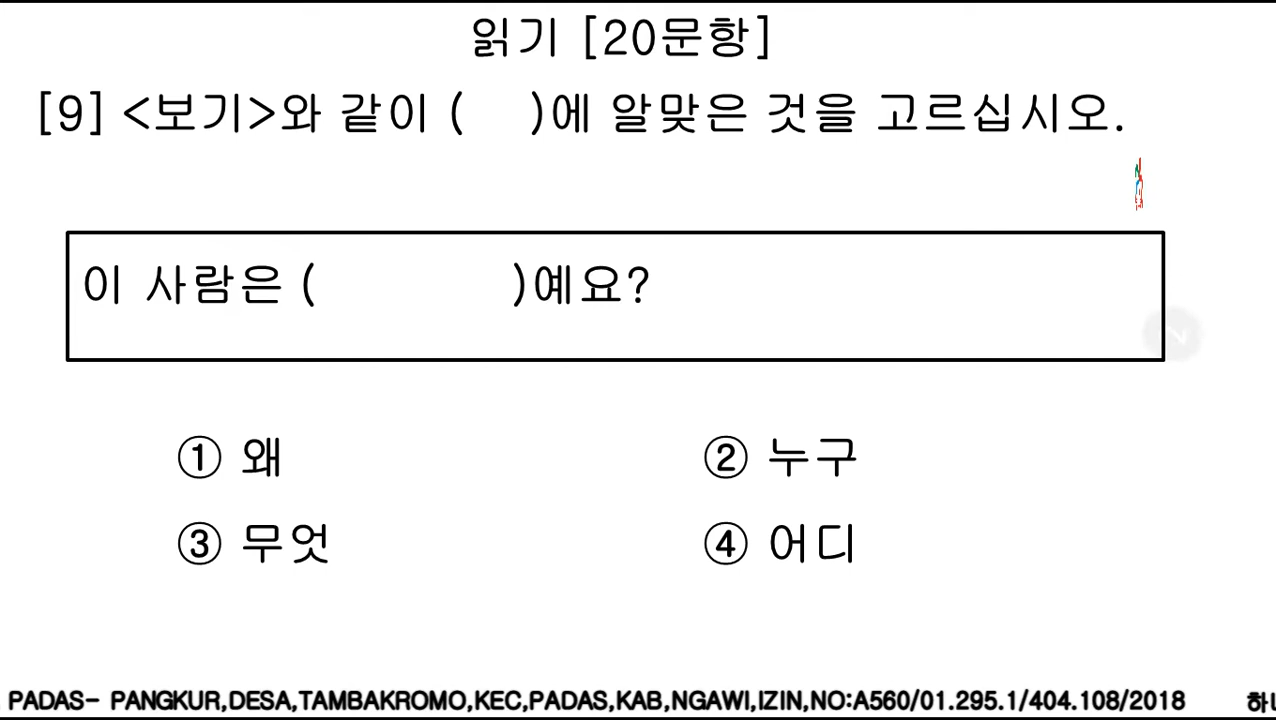 읽기 [20문항]
[9] <보기>와 같이 ( )에 알맞은 것을 고르십시오.
이 사람은 ( )예요?
① 왜 ② 누구
③ 무엇 ④ 어디
PADAS- PANGKUR,DESA,TAMBAKROMO,KEC,PADAS,KAB,NGAWI,IZIN,NO:A560/01.295.1/404.108/2018